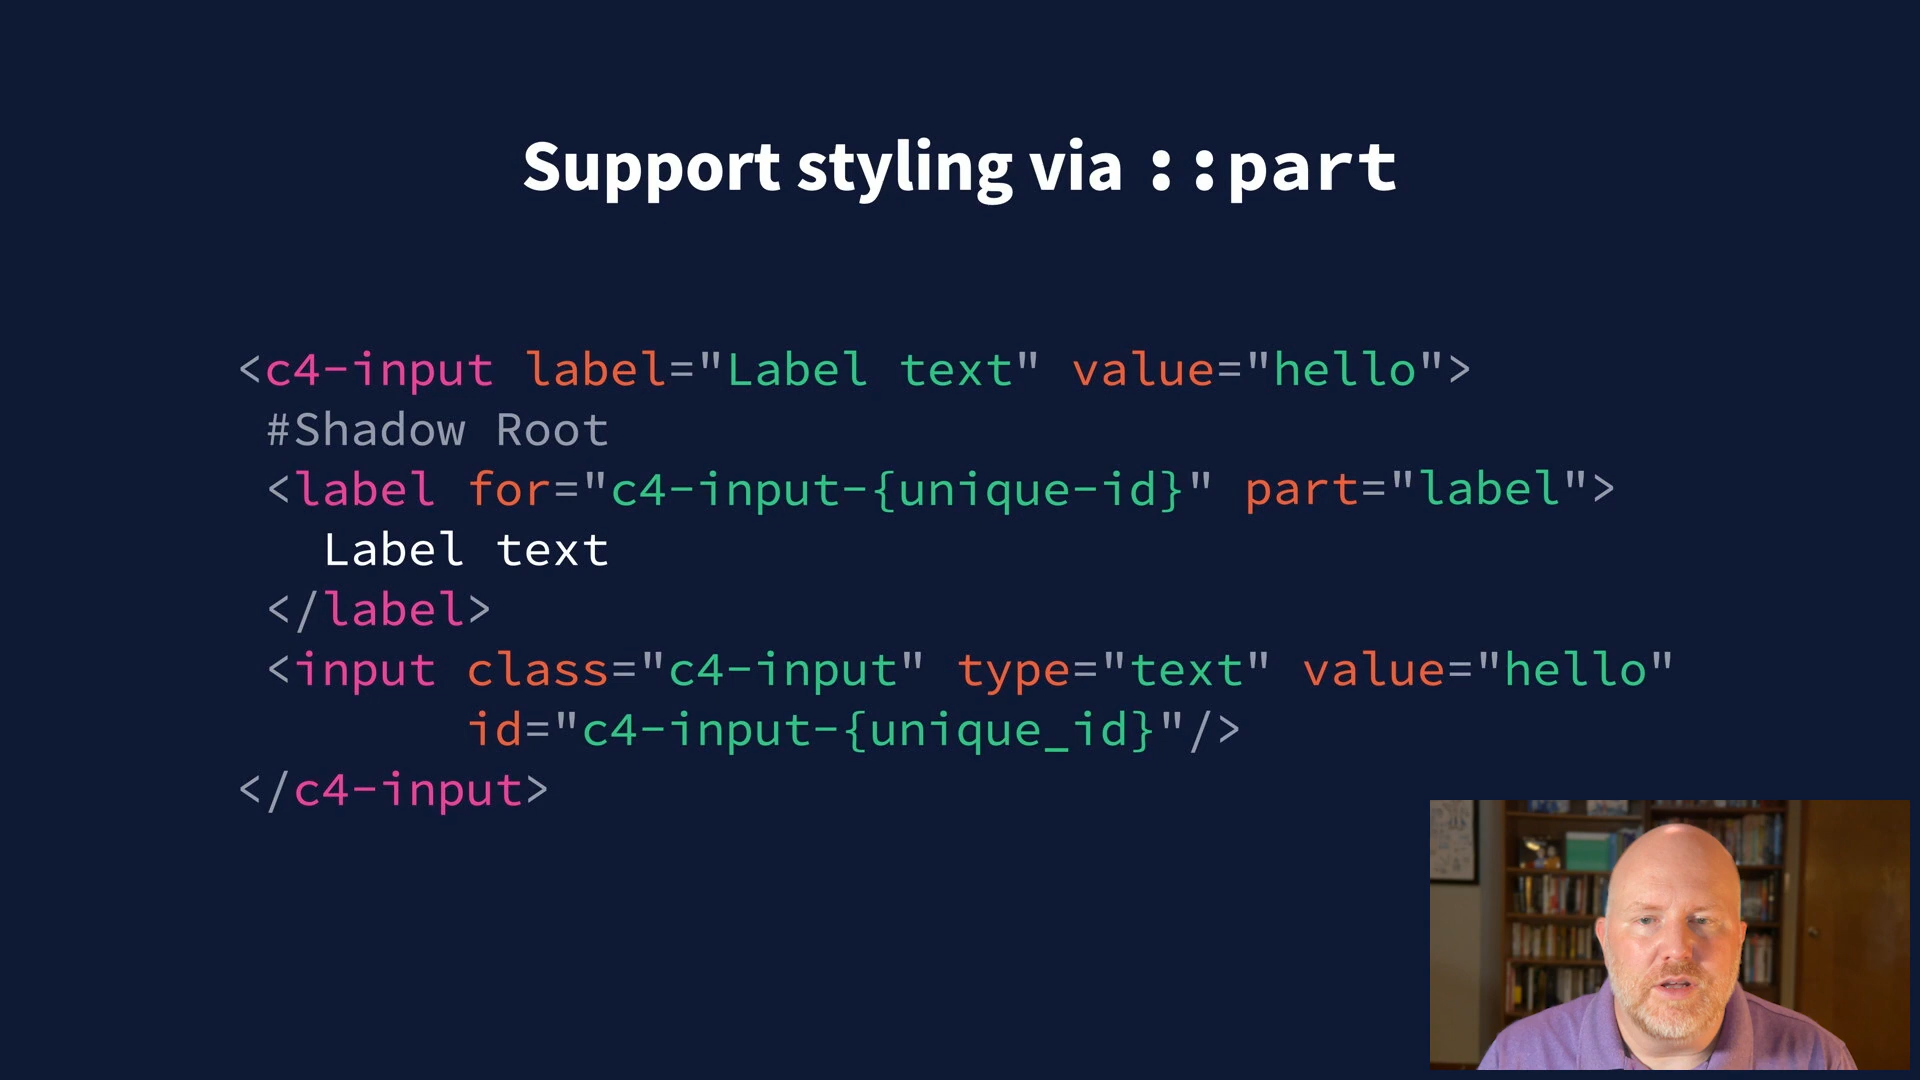 Support styling via ::part
<c4-input label="Label text" value="hello">
#Shadow Root
<label for="c4-input-{unique-id}" part="label">
Label text
</label>
<input class="c4-input" type="text" value="hello"
id="c4-input-{unique_id}"/>
</c4-input>